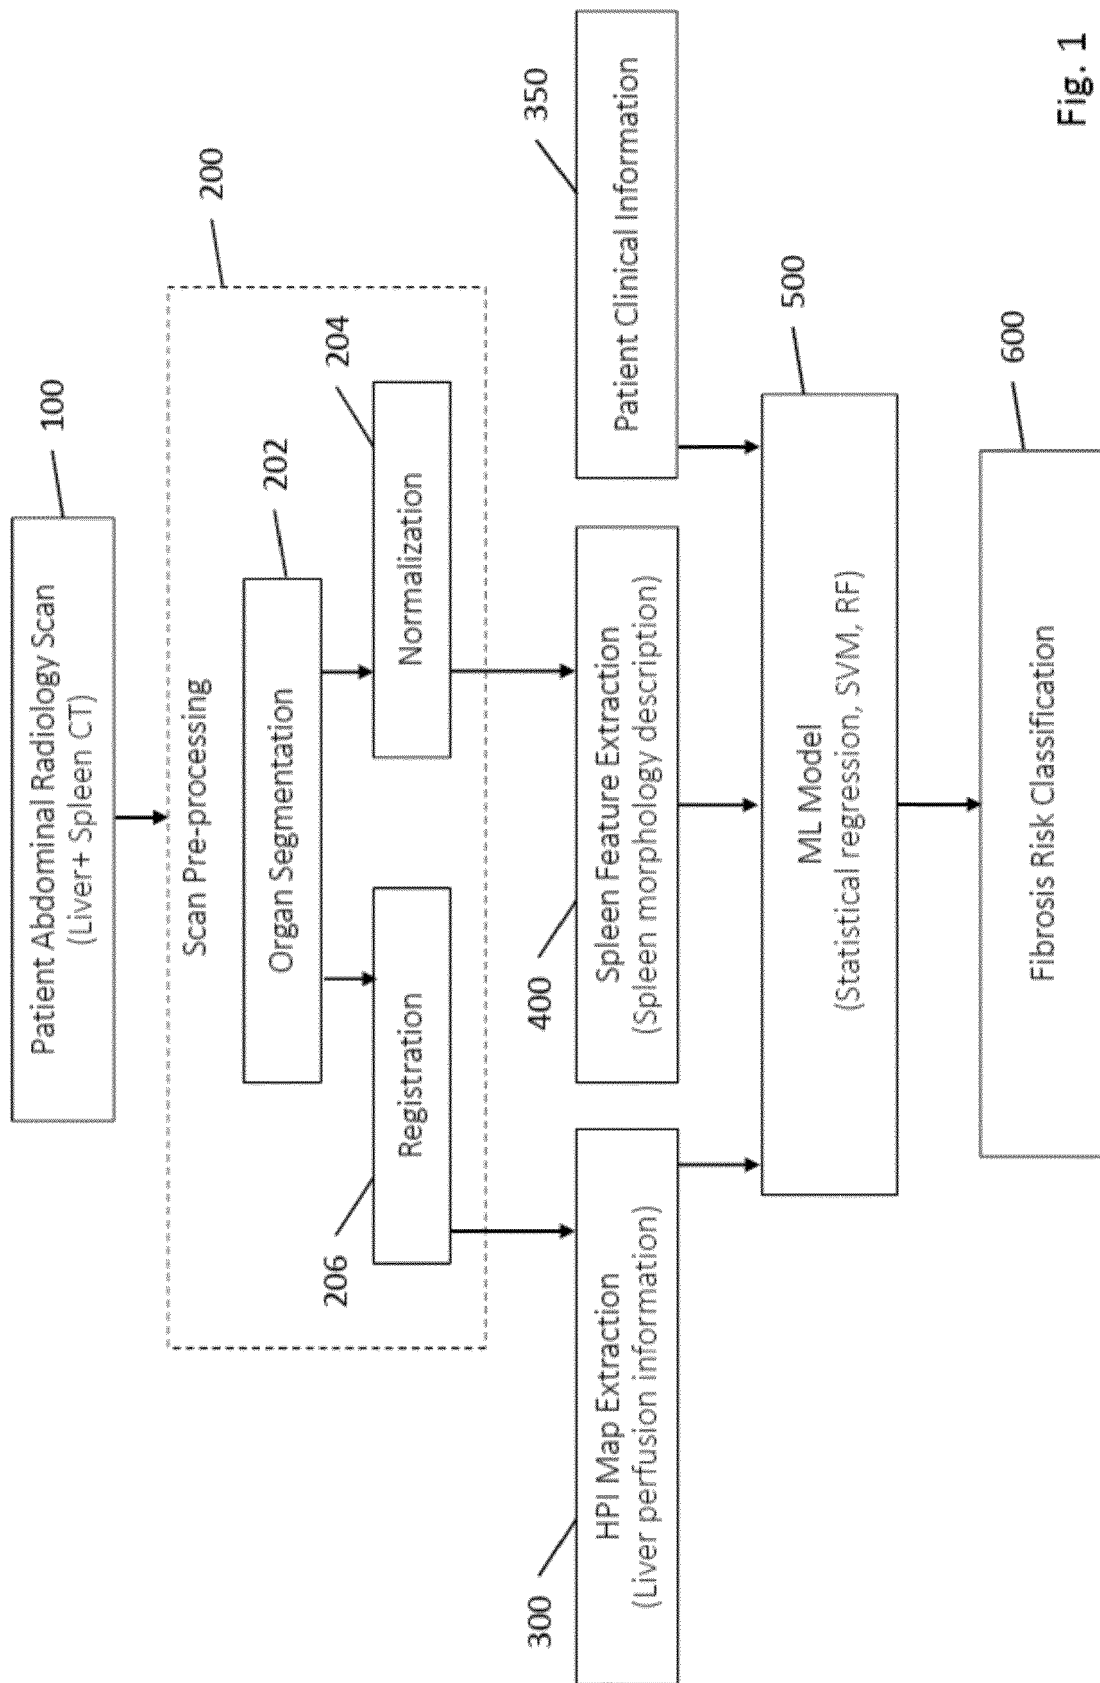 Patient Abdominal Radiology Scan
(Liver+ Spleen CT)
100
Scan Pre-processing
200
Organ Segmentation
202
Registration
206
Normalization
204
HPI Map Extraction
(Liver perfusion information)
300
Spleen Feature Extraction
(Spleen morphology description)
400
Patient Clinical Information
350
ML Model
(Statistical regression, SVM, RF)
500
Fibrosis Risk Classification
600
Fig. 1